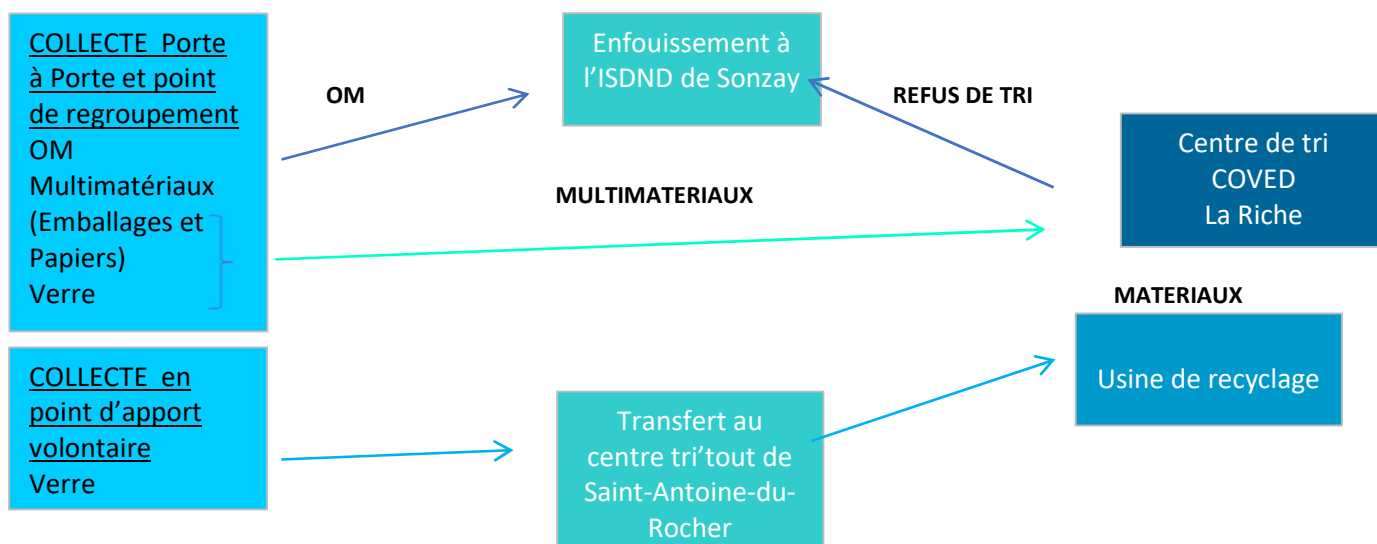 COLLECTE Porte
à Porte et point
de regroupement
OM
Multimatériaux
(Emballages et
Papiers)
Verre
OM
Enfouissement à
l'ISDND de Sonzay
REFUS DE TRI
Centre de tri
COVED
La Riche
MULTIMATERIAUX
MATERIAUX
Usine de recyclage
COLLECTE en
point d'apport
volontaire
Verre
Transfert au
centre tri'tout de
Saint-Antoine-du-
Rocher